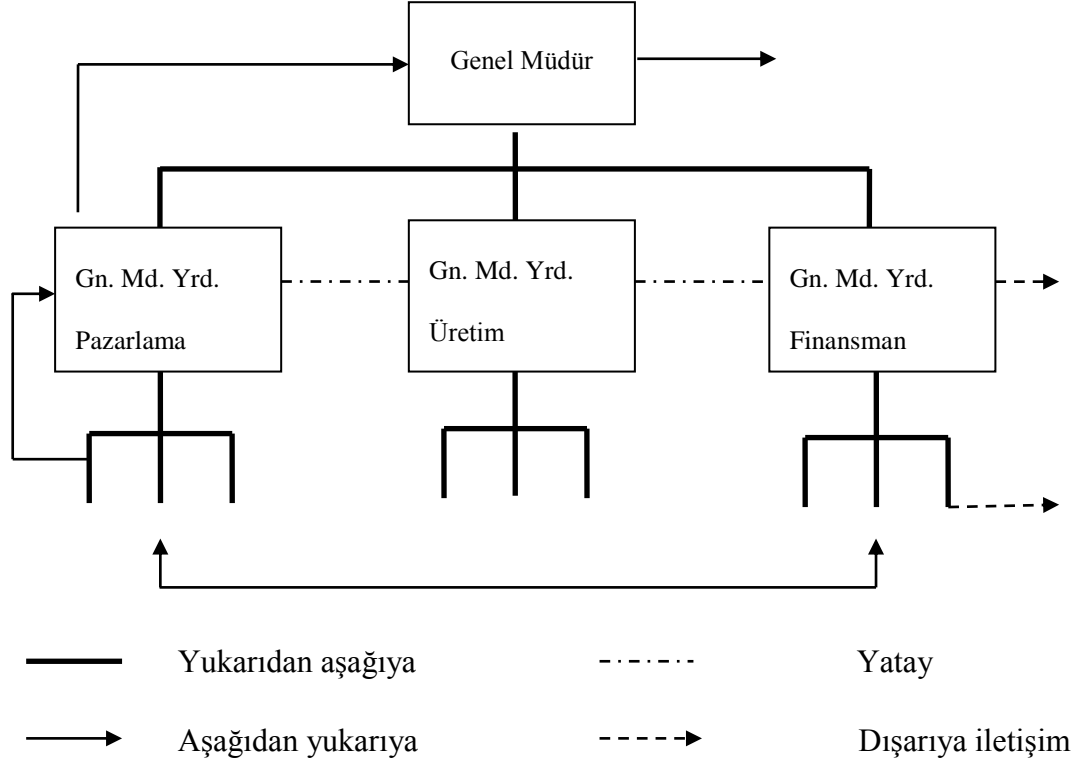 Genel Müdür
Gn. Md. Yrd.
Pazarlama
Gn. Md. Yrd.
Üretim
Gn. Md. Yrd.
Finansman
Yukarıdan aşağıya
Yatay
Aşağıdan yukarıya
Dışarıya iletişim